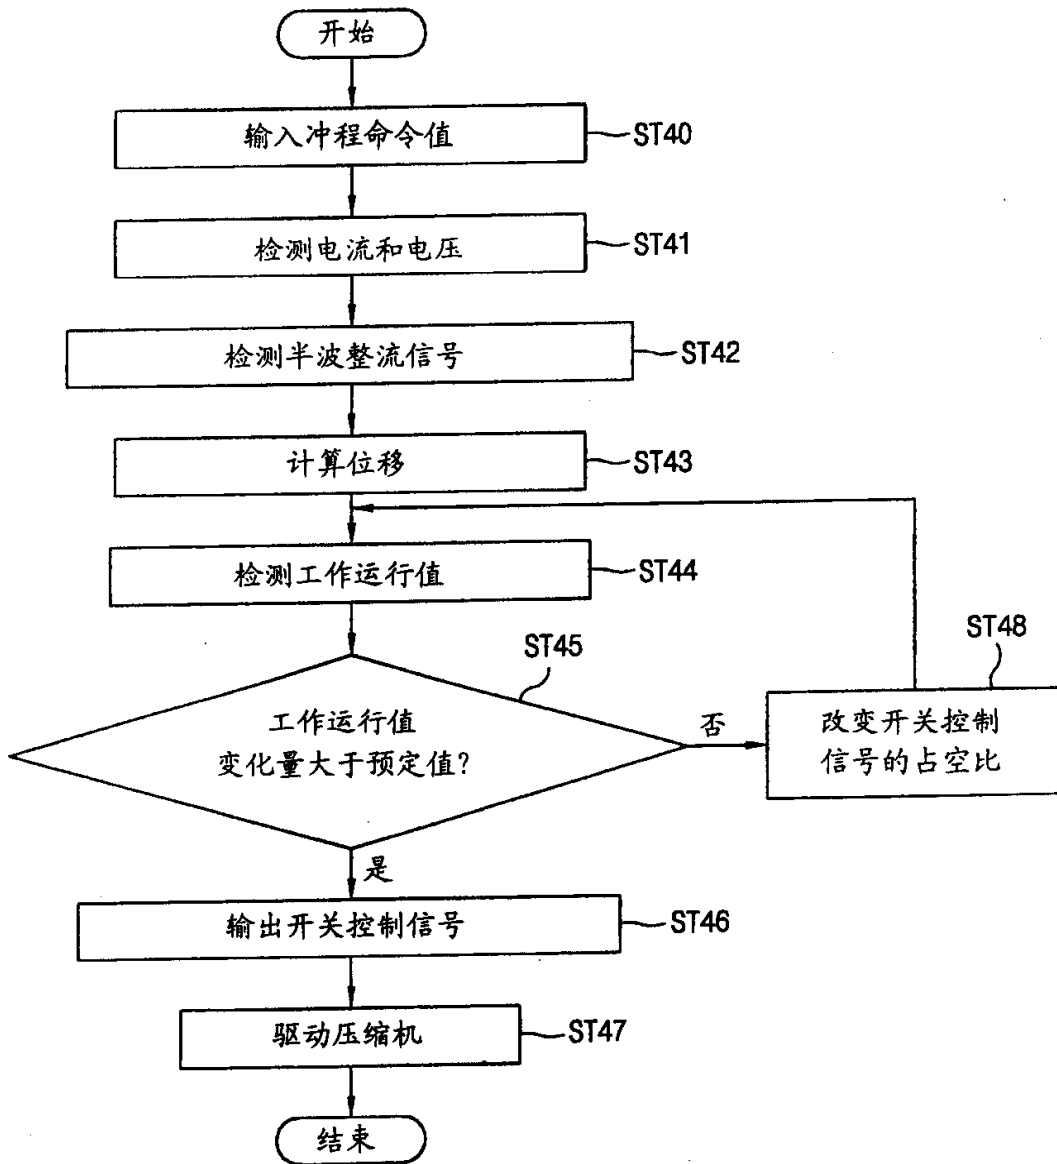 开始
输入冲程命令值
ST40
检测电流和电压
ST41
检测半波整流信号
ST42
计算位移
ST43
检测工作运行值
ST44
ST45
工作运行值
变化量大于预定值?
否
ST48
改变开关控制
信号的占空比
是
输出开关控制信号
ST46
驱动压缩机
ST47
结束